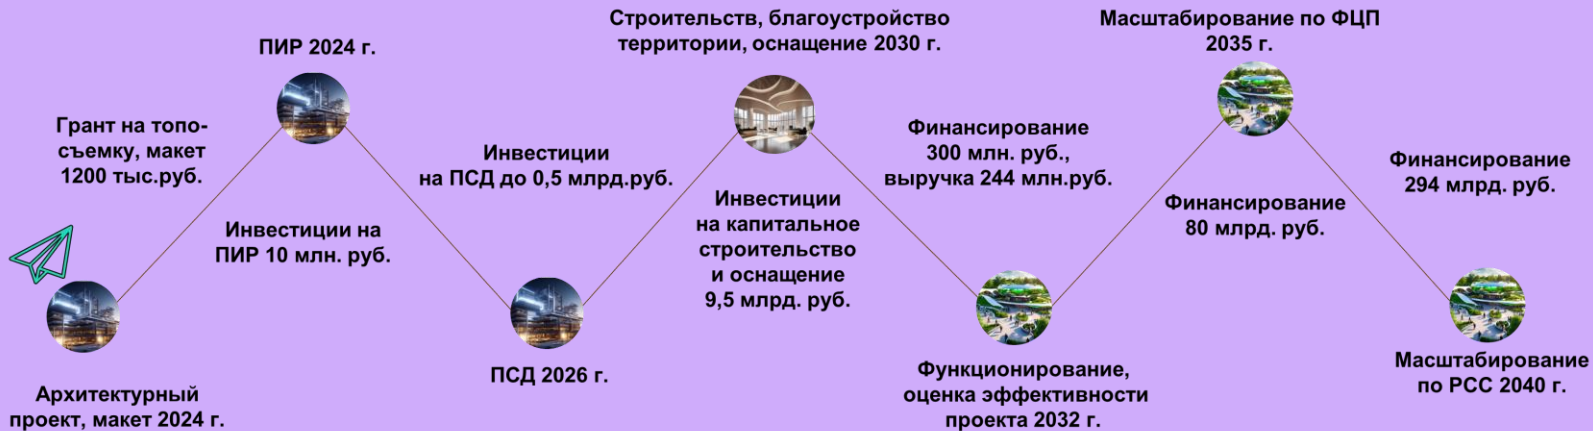 ПИР 2024 г.
Строительств, благоустройство
территории, оснащение 2030 г.
Масштабирование по ФЦП
2035 г.
Грант на топо-
съемку, макет
1200 тыс.руб.
Инвестиции на
ПИР 10 млн. руб.
Инвестиции
на ПСД до 0,5 млрд.руб.
Инвестиции
на капитальное
строительство
и оснащение
9,5 млрд. руб.
Финансирование
300 млн. руб.,
выручка 244 млн.руб.
Финансирование
80 млрд. руб.
Финансирование
294 млрд. руб.
Архитектурный
проект, макет 2024 г.
ПСД 2026 г.
Функционирование,
оценка эффективности
проекта 2032 г.
Масштабирование
по РСС 2040 г.